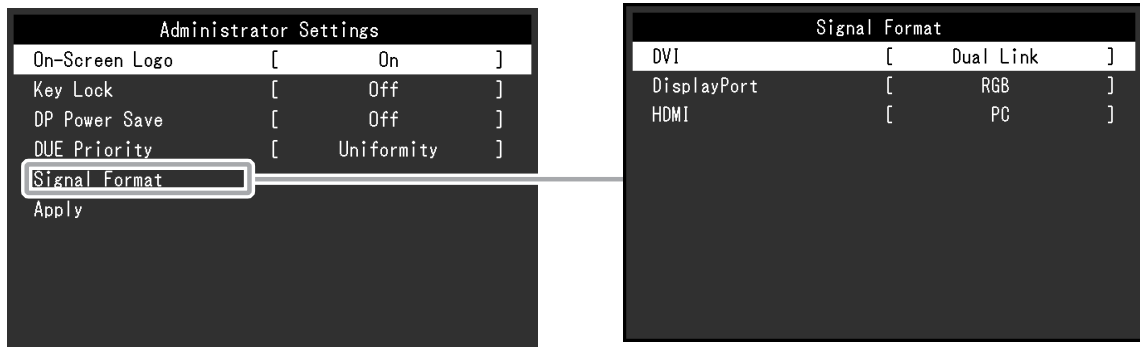 Administrator Settings
On-Screen Logo [ On ]
Key Lock [ Off ]
DP Power Save [ Off ]
DUE Priority [ Uniformity ]
Signal Format
Apply
Signal Format
DVI [ Dual Link ]
DisplayPort [ RGB ]
HDMI [ PC ]